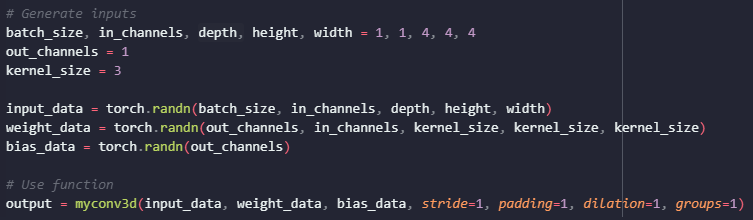 # Generate inputs
batch_size, in_channels, depth, height, width = 1, 1, 4, 4, 4
out_channels = 1
kernel_size = 3
input_data = torch.randn(batch_size, in_channels, depth, height, width)
weight_data = torch.randn(out_channels, in_channels, kernel_size, kernel_size, kernel_size)
bias_data = torch.randn(out_channels)
# Use function
output = myconv3d(input_data, weight_data, bias_data, stride=1, padding=1, dilation=1, groups=1)